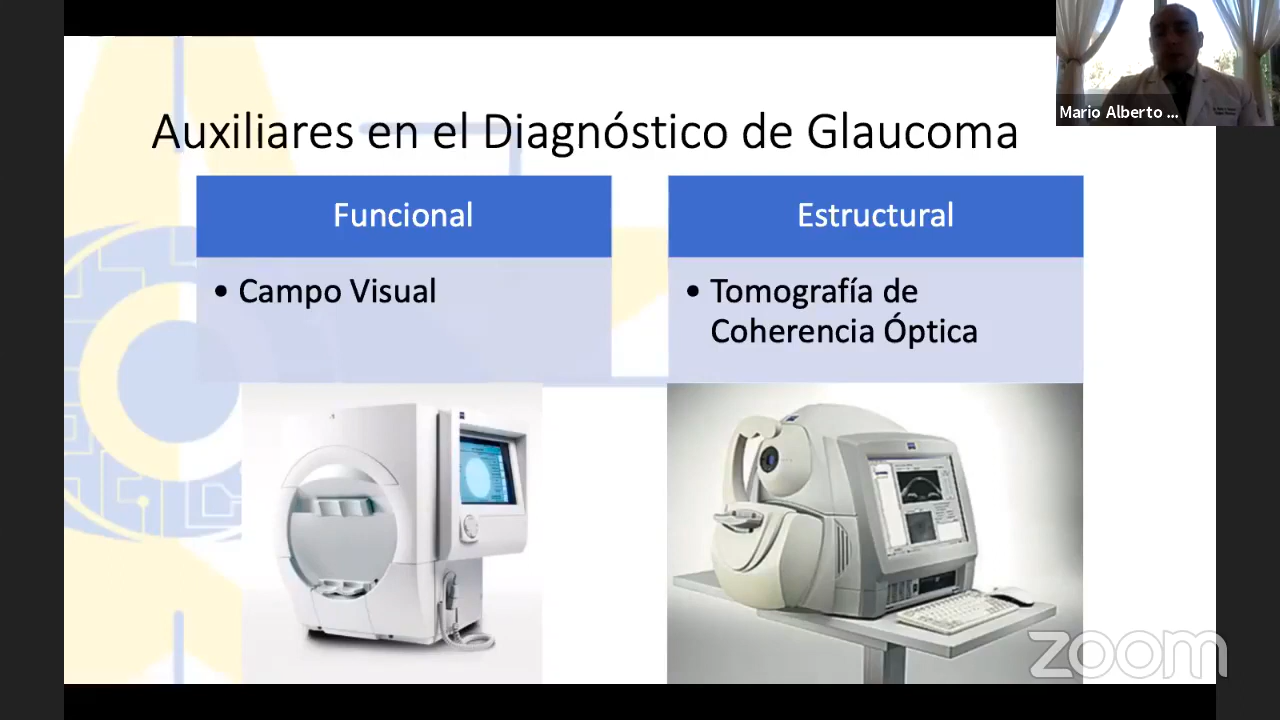 Auxiliares en el Diagnóstico de Glaucoma
Funcional
• Campo Visual
Estructural
• Tomografía de
Coherencia Óptica
Mario Alberto ...
zoom